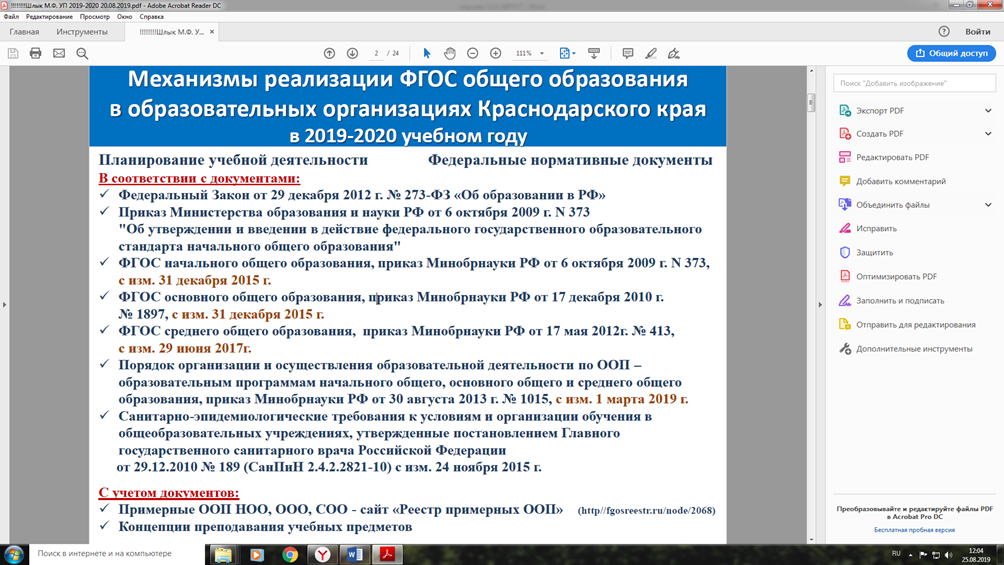 !!!!!!!!Шлык М.Ф. УП 2019-2020 20.08.2019.pdf - Adobe Acrobat Reader DC
Файл Редактирование Просмотр Окно Справка
Главная Инструменты !!!!!!!!Шлык М.Ф. У... × Войти
2 / 24 111% Общий доступ
Механизмы реализации ФГОС общего образования
в образовательных организациях Краснодарского края
в 2019-2020 учебном году
Планирование учебной деятельности Федеральные нормативные документы
В соответствии с документами:
✓ Федеральный Закон от 29 декабря 2012 г. № 273-ФЗ «Об образовании в РФ»
✓ Приказ Министерства образования и науки РФ от 6 октября 2009 г. N 373
"Об утверждении и введении в действие федерального государственного образовательного
стандарта начального общего образования"
✓ ФГОС начального общего образования, приказ Минобрнауки РФ от 6 октября 2009 г. N 373,
с изм. 31 декабря 2015 г.
✓ ФГОС основного общего образования, приказ Минобрнауки РФ от 17 декабря 2010 г.
№ 1897, с изм. 31 декабря 2015 г.
✓ ФГОС среднего общего образования, приказ Минобрнауки РФ от 17 мая 2012г. № 413,
с изм. 29 июня 2017г.
✓ Порядок организации и осуществления образовательной деятельности по ООП –
образовательным программам начального общего, основного общего и среднего общего
образования, приказ Минобрнауки РФ от 30 августа 2013 г. № 1015, с изм. 1 марта 2019 г.
✓ Санитарно-эпидемиологические требования к условиям и организации обучения в
общеобразовательных учреждениях, утвержденные постановлением Главного
государственного санитарного врача Российской Федерации
от 29.12.2010 № 189 (СанПиН 2.4.2.2821-10) с изм. 24 ноября 2015 г.
С учетом документов:
✓ Примерные ООП НОО, ООО, СОО - сайт «Реестр примерных ООП» (http//fgosreestr.ru/node/2068)
✓ Концепции преподавания учебных предметов
Поиск "Добавить изображение"
Экспорт PDF
Создать PDF
Редактировать PDF
Добавить комментарий
Объединить файлы
Исправить
Защитить
Оптимизировать PDF
Заполнить и подписать
Отправить для редактирования
Дополнительные инструменты
Преобразовывайте и редактируйте файлы PDF
в Acrobat Pro DC
Бесплатная пробная версия
Поиск в интернете и на компьютере
RU
12:04
25.08.2019